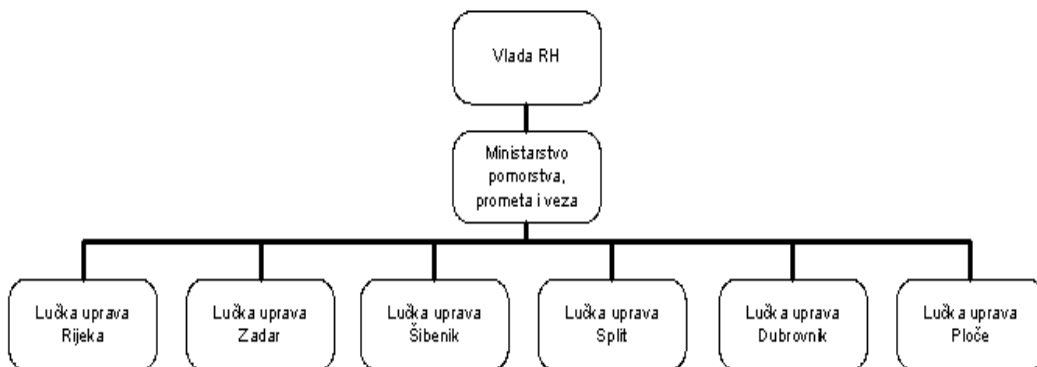 Vlada RH
Ministarstvo
pomorstva,
prometa i veza
Lučka uprava
Rijeka
Lučka uprava
Zadar
Lučka uprava
Šibenik
Lučka uprava
Split
Lučka uprava
Dubrovnik
Lučka uprava
Ploče